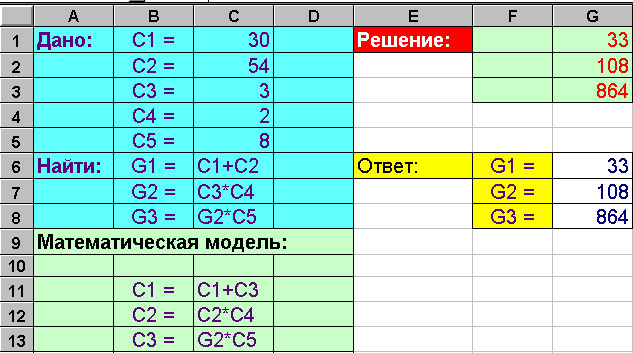 A B C D E F G
1 Дано: C1 = 30 Решение: 33
2 C2 = 54 108
3 C3 = 3 864
4 C4 = 2
5 C5 = 8
6 Найти: G1 = C1+C2 Ответ: G1 = 33
7 G2 = C3*C4 G2 = 108
8 G3 = G2*C5 G3 = 864
9 Математическая модель:
10
11 C1 = C1+C3
12 C2 = C2*C4
13 C3 = G2*C5